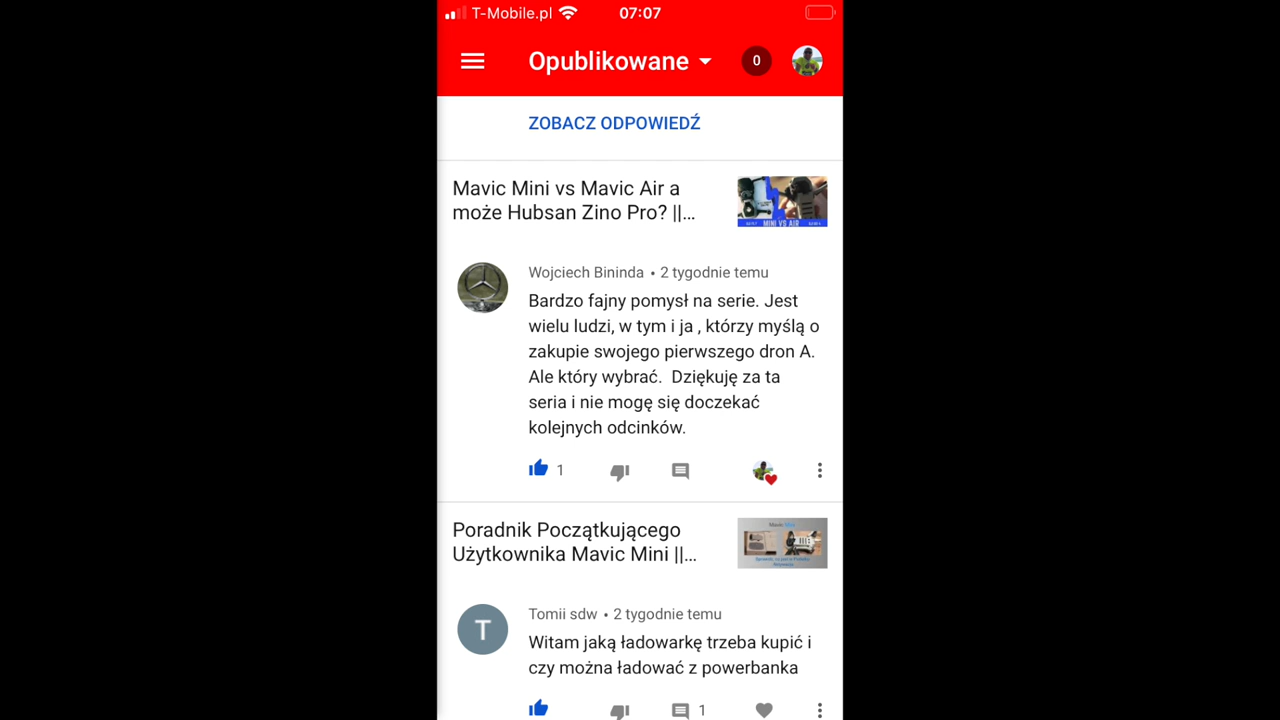 T-Mobile.pl
07:07
Opublikowane
0
ZOBACZ ODPOWIEDŹ
Mavic Mini vs Mavic Air a
może Hubsan Zino Pro? ||...
MINI VS AIR
Wojciech Bininda • 2 tygodnie temu
Bardzo fajny pomysł na serie. Jest
wielu ludzi, w tym i ja , którzy myślą o
zakupie swojego pierwszego dron A.
Ale który wybrać.  Dziękuję za ta
seria i nie mogę się doczekać
kolejnych odcinków.
1
Poradnik Początkującego
Użytkownika Mavic Mini ||...
Mavic Mini
T
Tomii sdw • 2 tygodnie temu
Witam jaką ładowarkę trzeba kupić i
czy można ładować z powerbanka
1